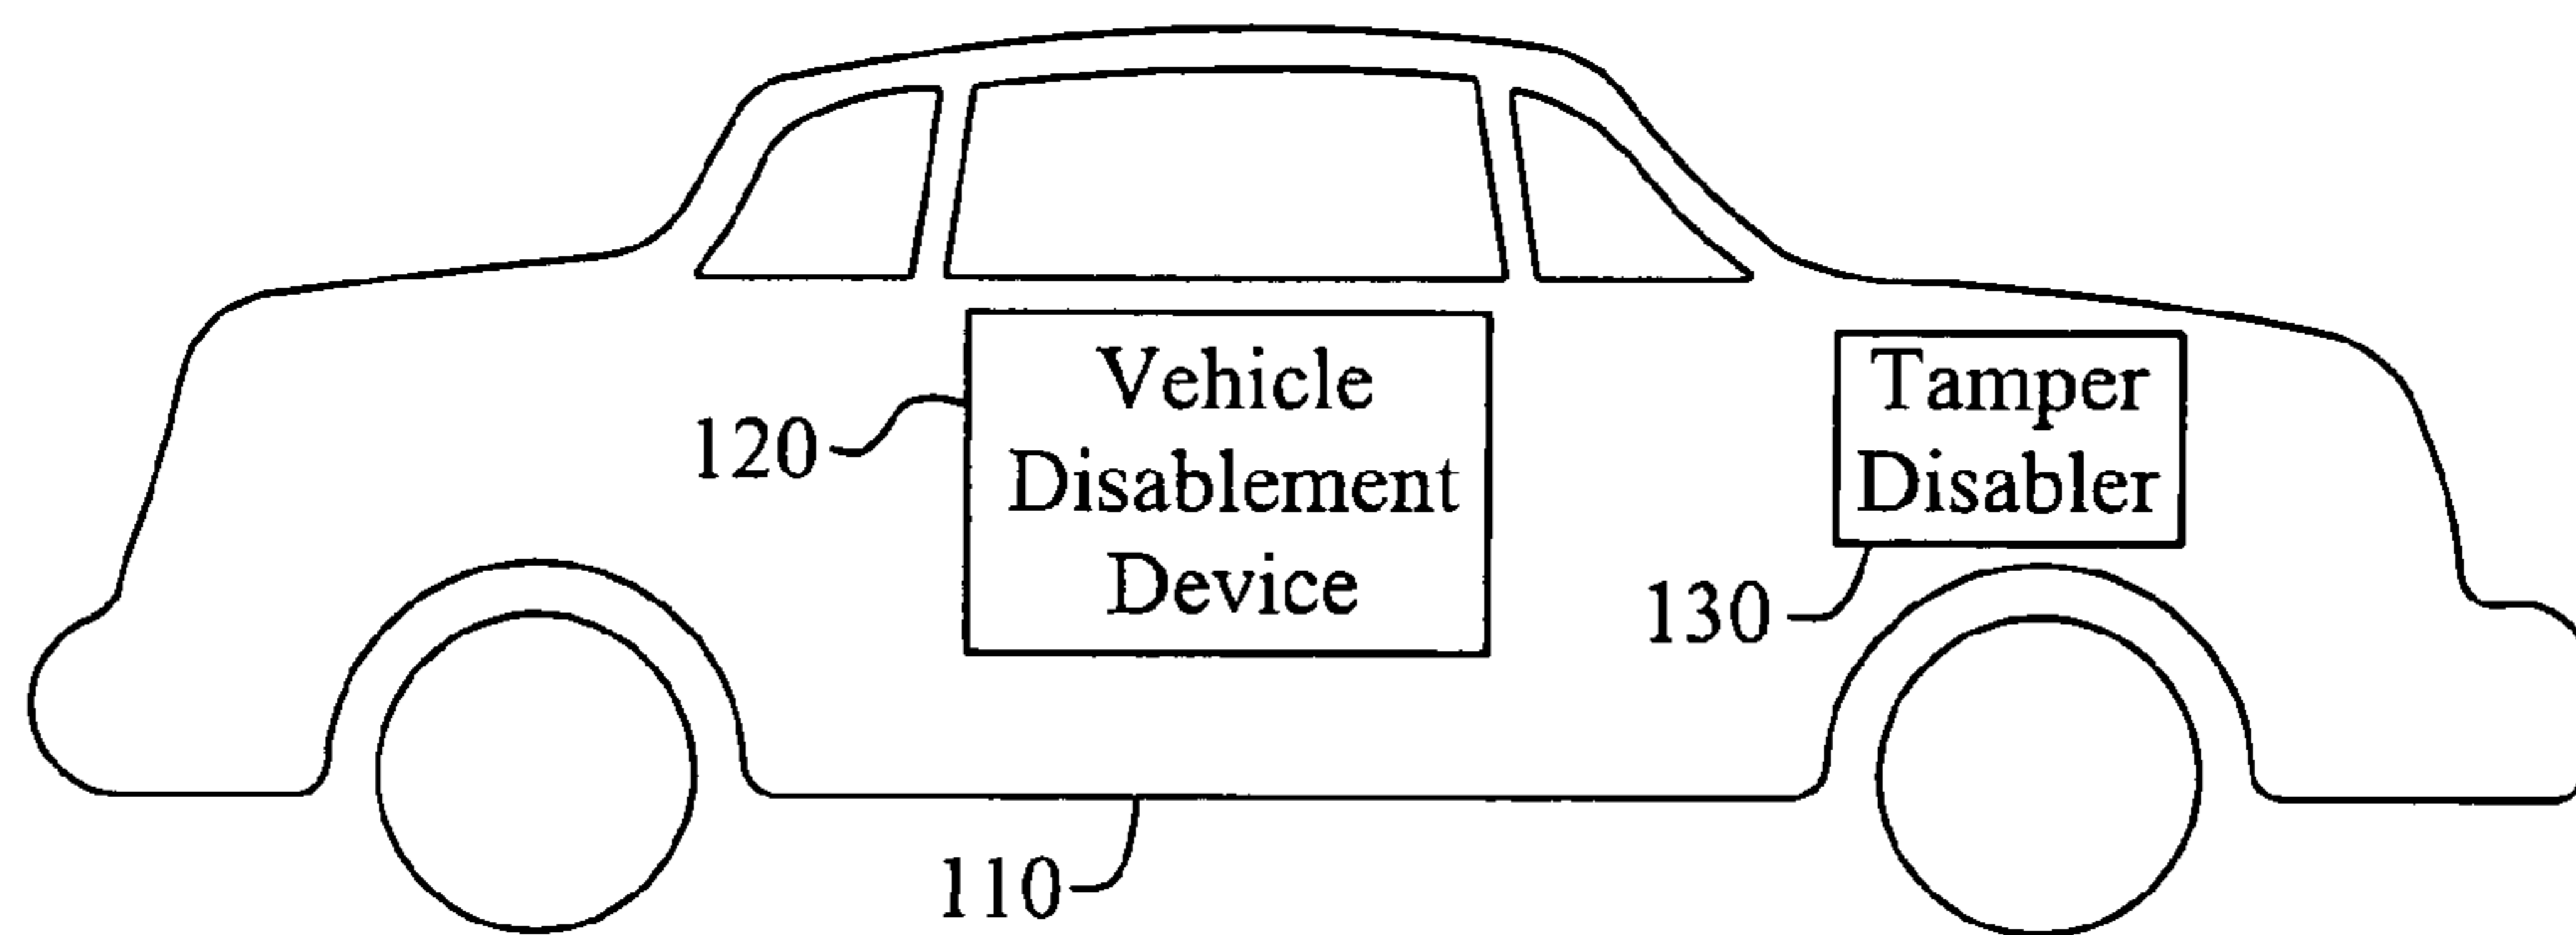 Vehicle
Disablement
Device
120
Tamper
Disabler
130
110